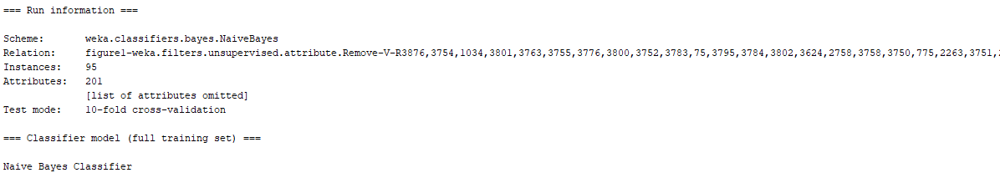 === Run information ===
Scheme: weka.classifiers.bayes.NaiveBayes
Relation: figure1-weka.filters.unsupervised.attribute.Remove-V-R3876,3754,1034,3801,3763,3755,3776,3800,3752,3783,75,3795,3784,3802,3624,2758,3758,3750,775,2263,3751,
Instances: 95
Attributes: 201
[list of attributes omitted]
Test mode: 10-fold cross-validation
=== Classifier model (full training set) ===
Naive Bayes Classifier